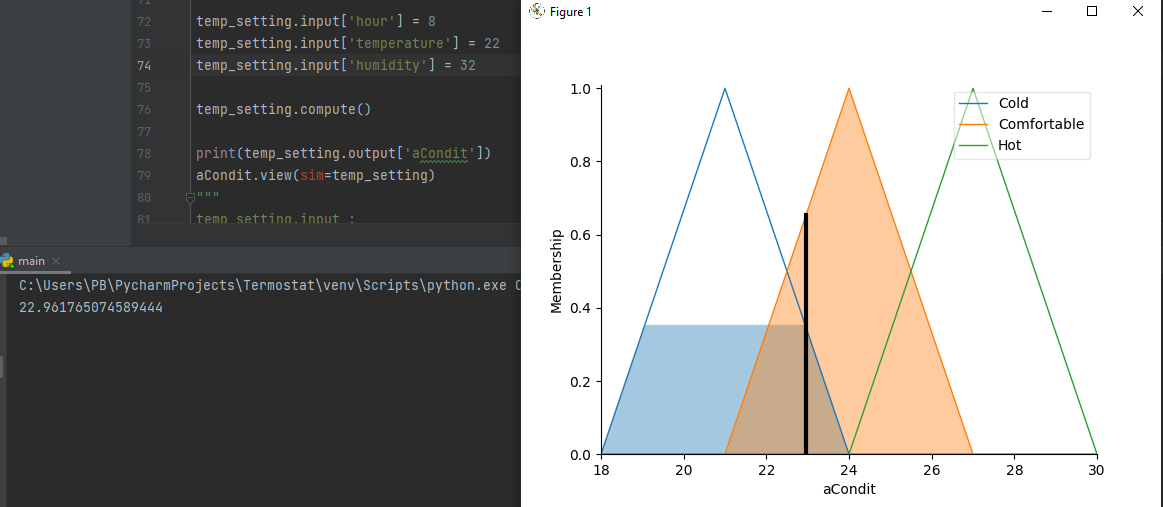 71
72 temp_setting.input['hour'] = 8
73 temp_setting.input['temperature'] = 22
74 temp_setting.input['humidity'] = 32
75
76 temp_setting.compute()
77
78 print(temp_setting.output['aCondit'])
79 aCondit.view(sim=temp_setting)
80 """
81 temp_setting.input :
main
C:\Users\PB\PycharmProjects\Termostat\venv\Scripts\python.exe
22.961765074589444
Figure 1
1.0
0.8
0.6
0.4
0.2
0.0
Membership
Cold
Comfortable
Hot
18 20 22 24 26 28 30
aCondit